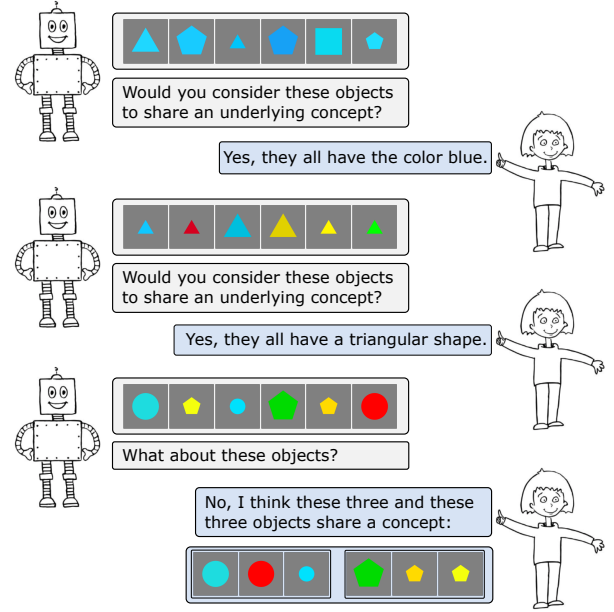 Would you consider these objects
to share an underlying concept?
Yes, they all have the color blue.
Would you consider these objects
to share an underlying concept?
Yes, they all have a triangular shape.
What about these objects?
No, I think these three and these
three objects share a concept: